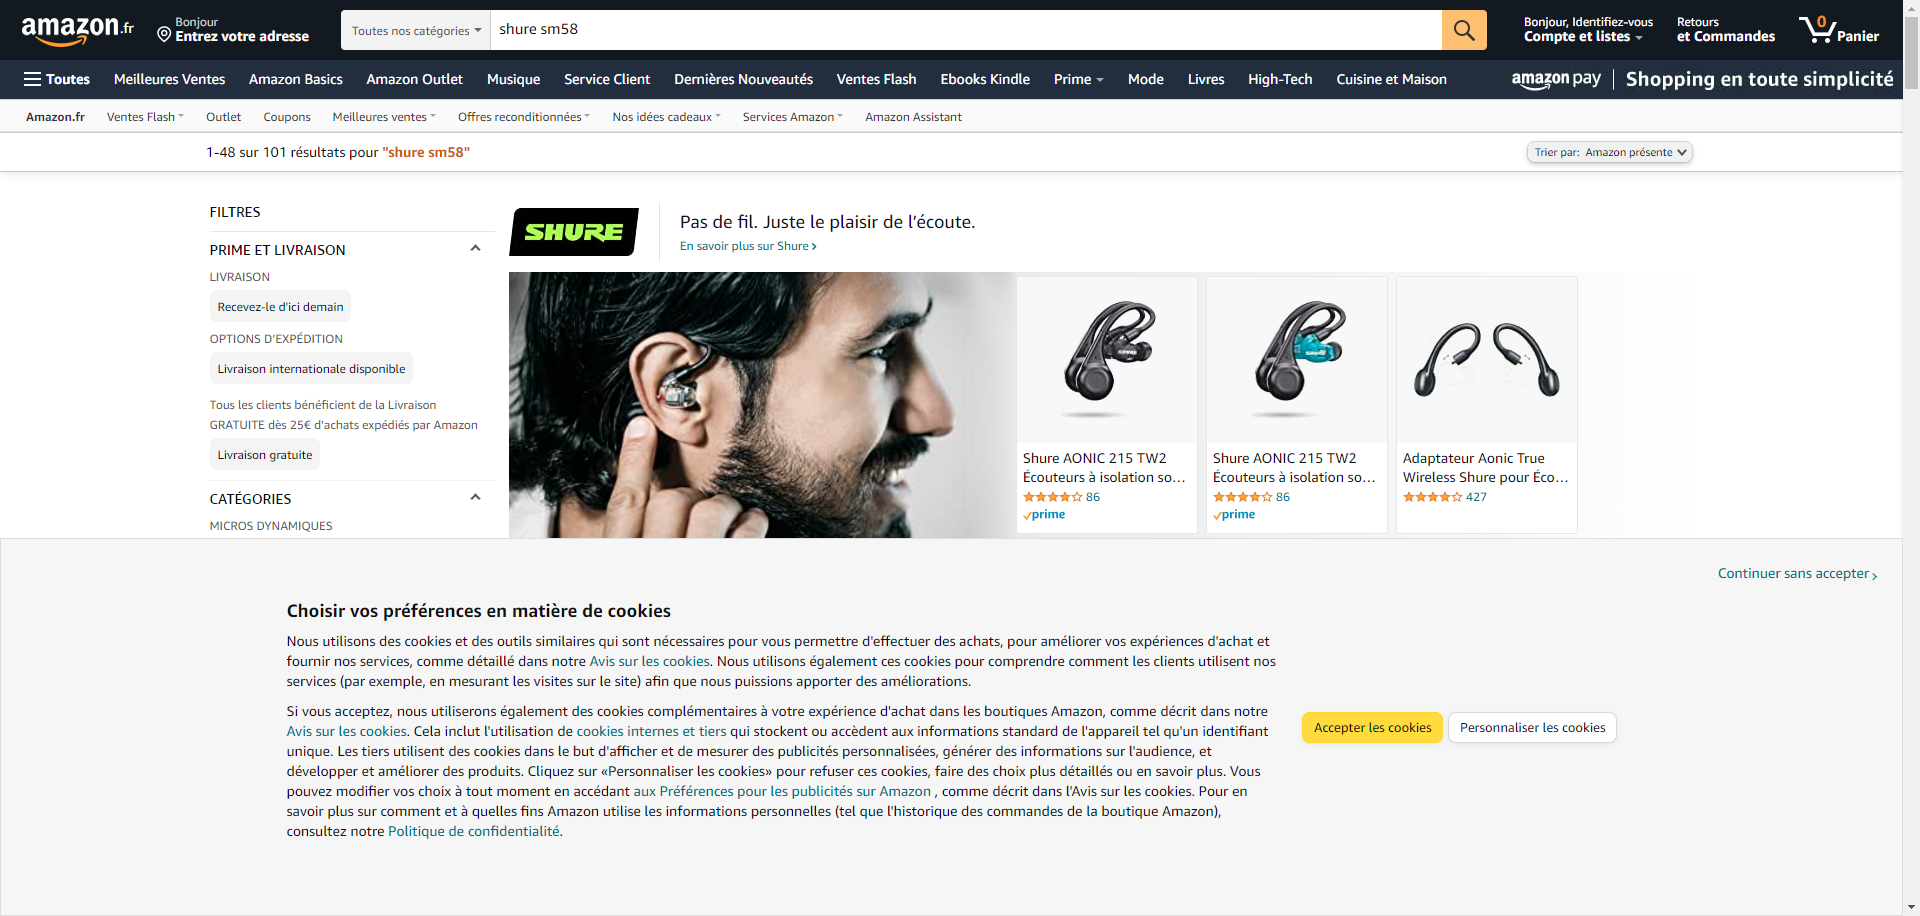 amazon.fr
Bonjour
Entrez votre adresse
Toutes nos catégories
shure sm58
Bonjour, Identifiez-vous
Compte et listes
Retours
et Commandes
0
Panier
Toutes
Meilleures Ventes
Amazon Basics
Amazon Outlet
Musique
Service Client
Dernières Nouveautés
Ventes Flash
Ebooks Kindle
Prime
Mode
Livres
High-Tech
Cuisine et Maison
amazon pay
Shopping en toute simplicité
Amazon.fr
Ventes Flash
Outlet
Coupons
Meilleures ventes
Offres reconditionnées
Nos idées cadeaux
Services Amazon
Amazon Assistant
1-48 sur 101 résultats pour "shure sm58"
Trier par: Amazon présente
FILTRES
PRIME ET LIVRAISON
LIVRAISON
Recevez-le d'ici demain
OPTIONS D'EXPÉDITION
Livraison internationale disponible
Tous les clients bénéficient de la Livraison
GRATUITE dès 25€ d'achats expédiés par Amazon
Livraison gratuite
CATÉGORIES
MICROS DYNAMIQUES
SHURE
Pas de fil. Juste le plaisir de l’écoute.
En savoir plus sur Shure
Shure AONIC 215 TW2
Écouteurs à isolation so...
86
prime
Shure AONIC 215 TW2
Écouteurs à isolation so...
86
prime
Adaptateur Aonic True
Wireless Shure pour Éco...
427
Continuer sans accepter
Choisir vos préférences en matière de cookies
Nous utilisons des cookies et des outils similaires qui sont nécessaires pour vous permettre d'effectuer des achats, pour améliorer vos expériences d'achat et
fournir nos services, comme détaillé dans notre Avis sur les cookies. Nous utilisons également ces cookies pour comprendre comment les clients utilisent nos
services (par exemple, en mesurant les visites sur le site) afin que nous puissions apporter des améliorations.
Si vous acceptez, nous utiliserons également des cookies complémentaires à votre expérience d'achat dans les boutiques Amazon, comme décrit dans notre
Avis sur les cookies. Cela inclut l'utilisation de cookies internes et tiers qui stockent ou accèdent aux informations standard de l'appareil tel qu'un identifiant
unique. Les tiers utilisent des cookies dans le but d'afficher et de mesurer des publicités personnalisées, générer des informations sur l'audience, et
développer et améliorer des produits. Cliquez sur «Personnaliser les cookies» pour refuser ces cookies, faire des choix plus détaillés ou en savoir plus. Vous
pouvez modifier vos choix à tout moment en accédant aux Préférences pour les publicités sur Amazon , comme décrit dans l'Avis sur les cookies. Pour en
savoir plus sur comment et à quelles fins Amazon utilise les informations personnelles (tel que l'historique des commandes de la boutique Amazon),
consultez notre Politique de confidentialité.
Accepter les cookies
Personnaliser les cookies